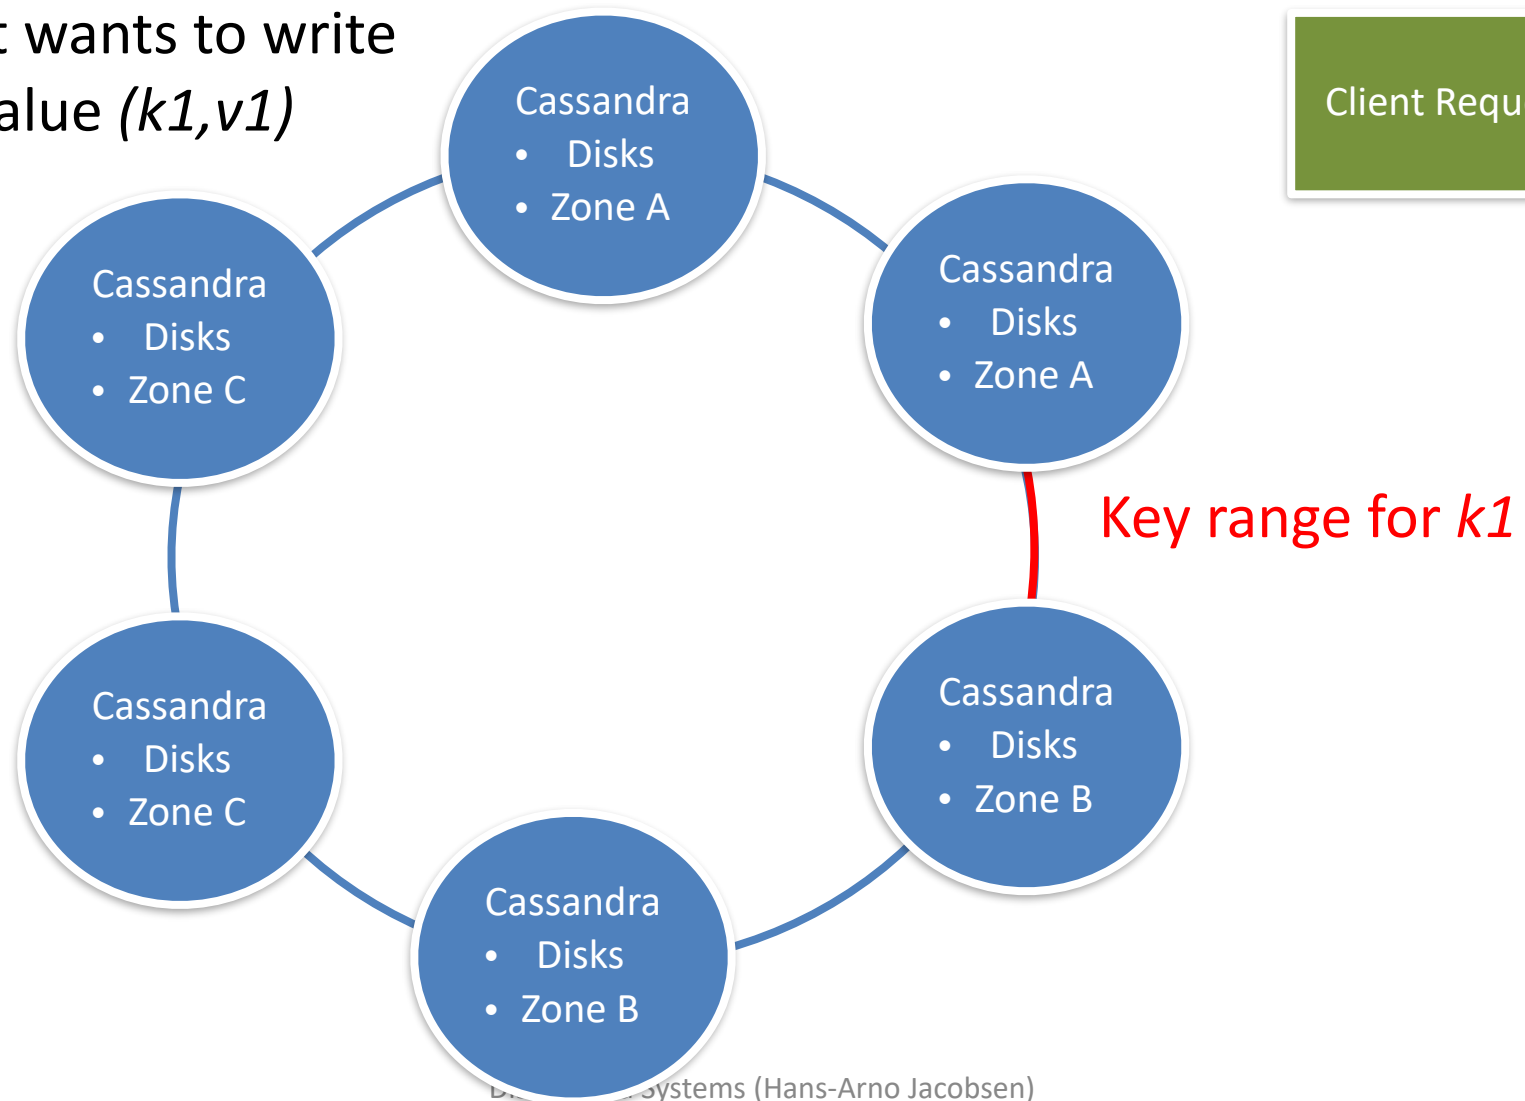 t wants to write
alue (k1,v1)
Client Requ
Cassandra
• Disks
• Zone A
Cassandra
• Disks
• Zone A
Cassandra
• Disks
• Zone C
Key range for k1
Cassandra
• Disks
• Zone B
Cassandra
• Disks
• Zone C
Cassandra
• Disks
• Zone B
Systems (Hans-Arno Jacobsen)